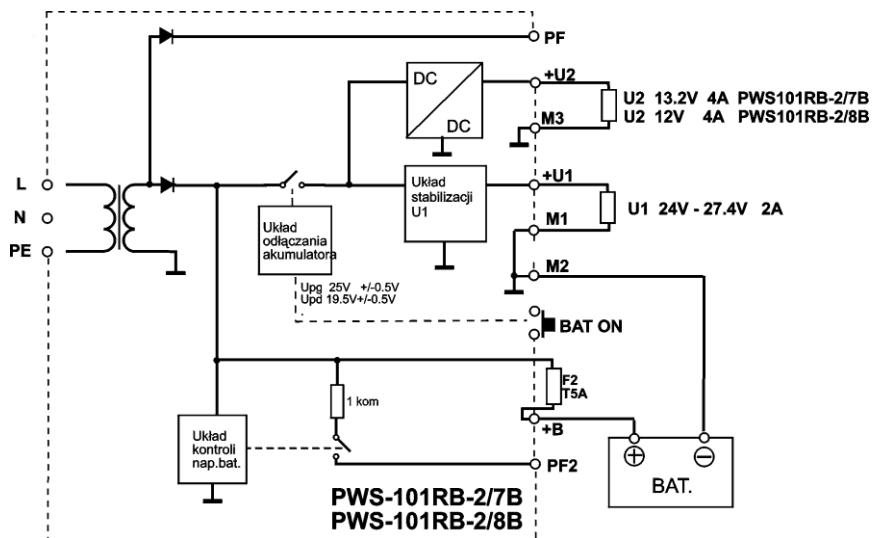 PF
DC
DC
+U2
M3
U2 13.2V 4A PWS101RB-2/7B
U2 12V 4A PWS101RB-2/8B
L
N
PE
Układ
stabilizacji
U1
+U1
M1
U1 24V - 27.4V 2A
Układ
odłączania
akumulatora
M2
Upg 25V +/-0.5V
Upd 19.5V+/-0.5V
BAT ON
F2
T5A
1 kom
+B
Układ
kontroli
nap.bat.
PF2
+
−
BAT.
PWS-101RB-2/7B
PWS-101RB-2/8B